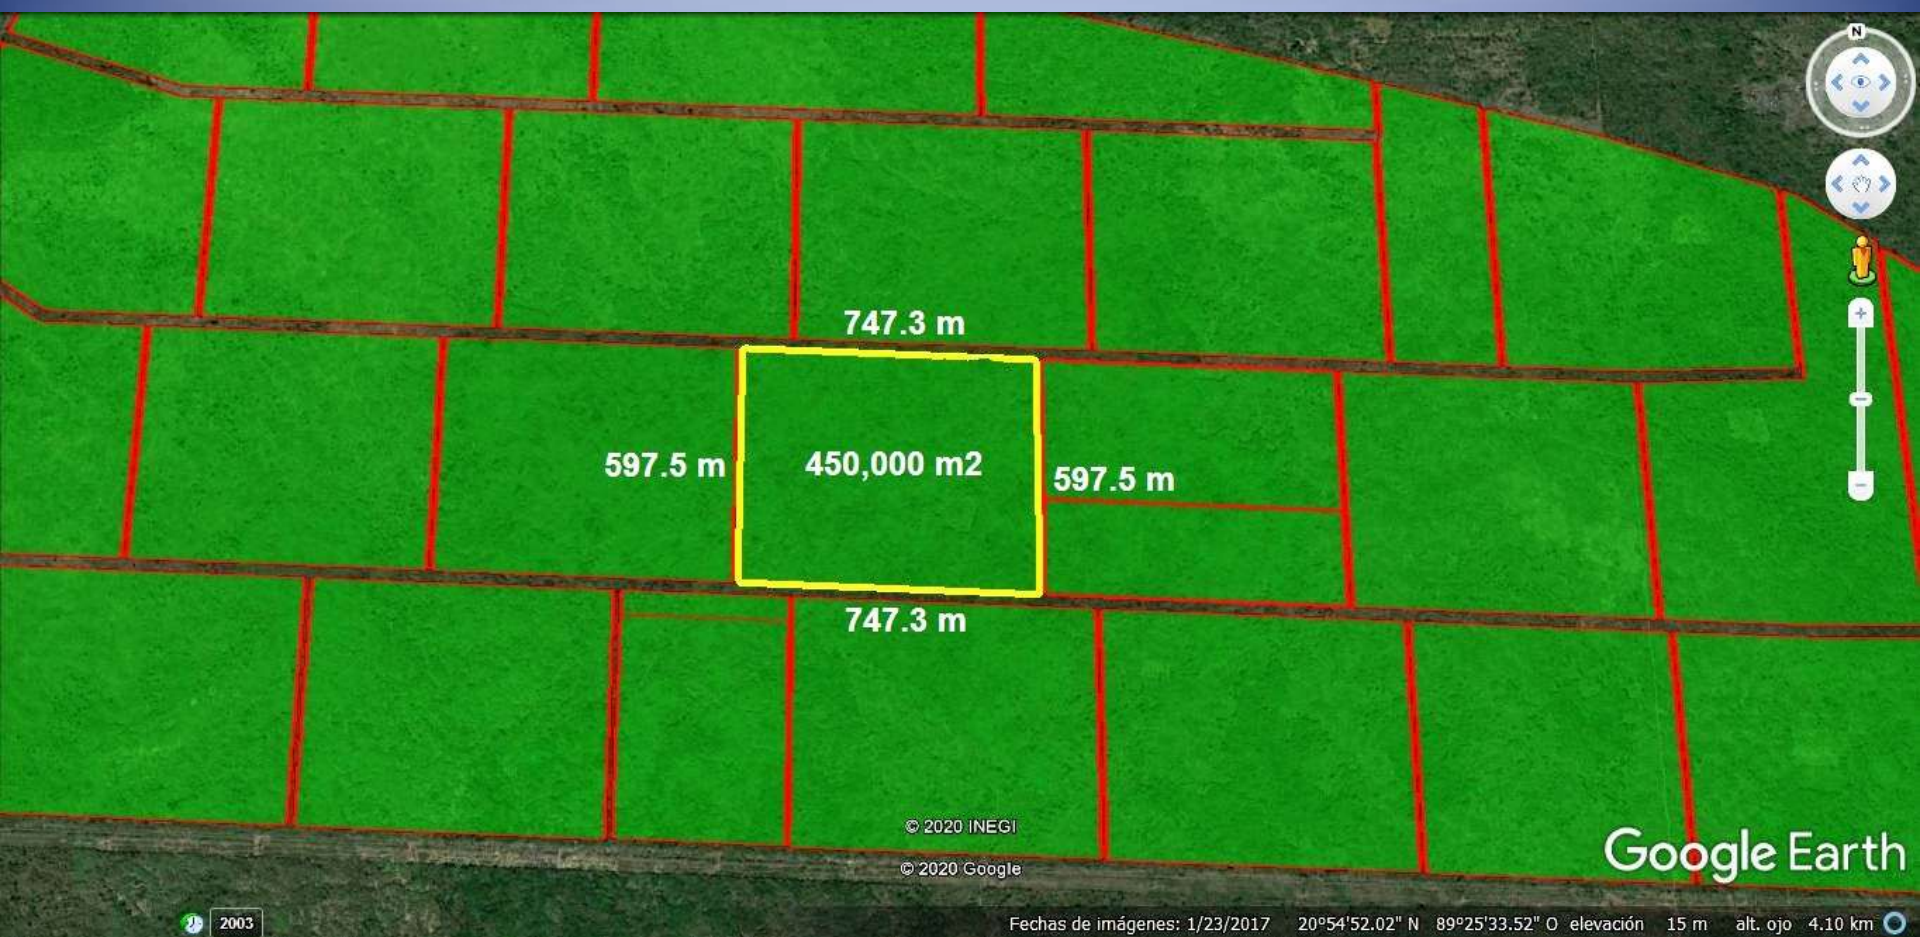 N
747.3 m
597.5 m
450,000 m2
597.5 m
747.3 m
© 2020 INEGI
© 2020 Google
Google Earth
2003
Fechas de imágenes: 1/23/2017 20°54'52.02" N 89°25'33.52" O elevación 15 m alt. ojo 4.10 km